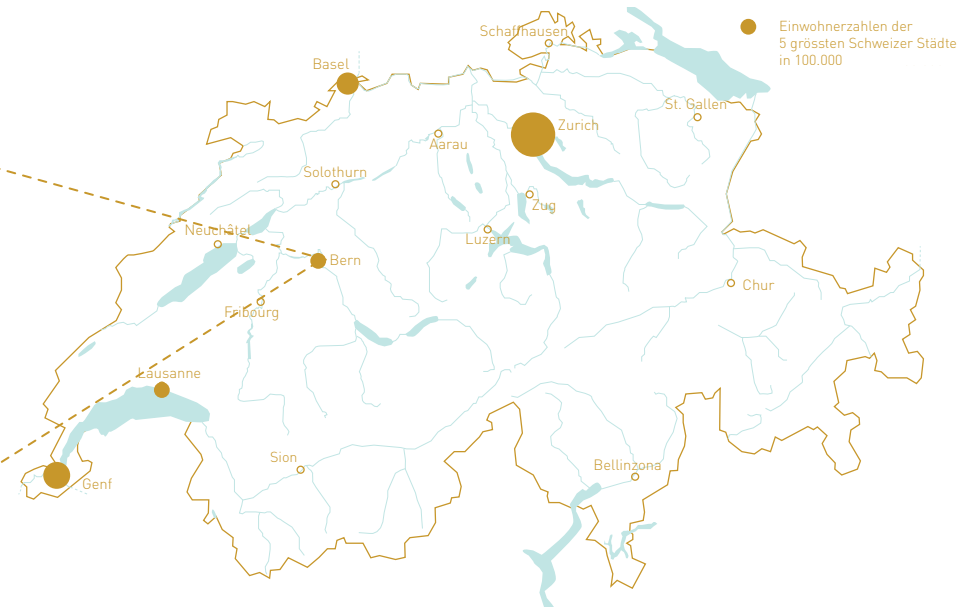 Schaffhausen
Einwohnerzahlen der
5 grössten Schweizer Städte
in 100.000
Basel
St. Gallen
Zurich
Aarau
Solothurn
Zug
Neuchâtel
Luzern
Bern
Chur
Fribourg
Lausanne
Sion
Bellinzona
Genf